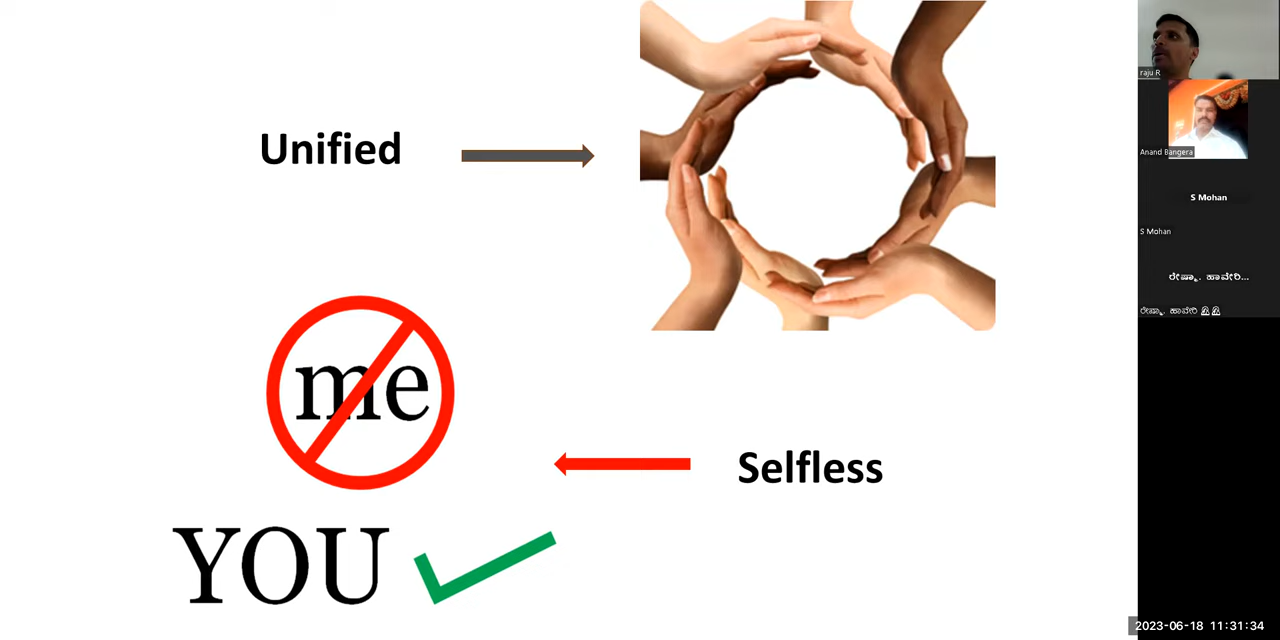 Unified
me
Selfless
YOU
raju R
Anand Bangera
S Mohan
S Mohan
ರೇಷ್ಮಾ. ಹಾವೇರಿ...
ರೇಷ್ಮಾ. ಹಾವೇರಿ
2023-06-18 11:31:34